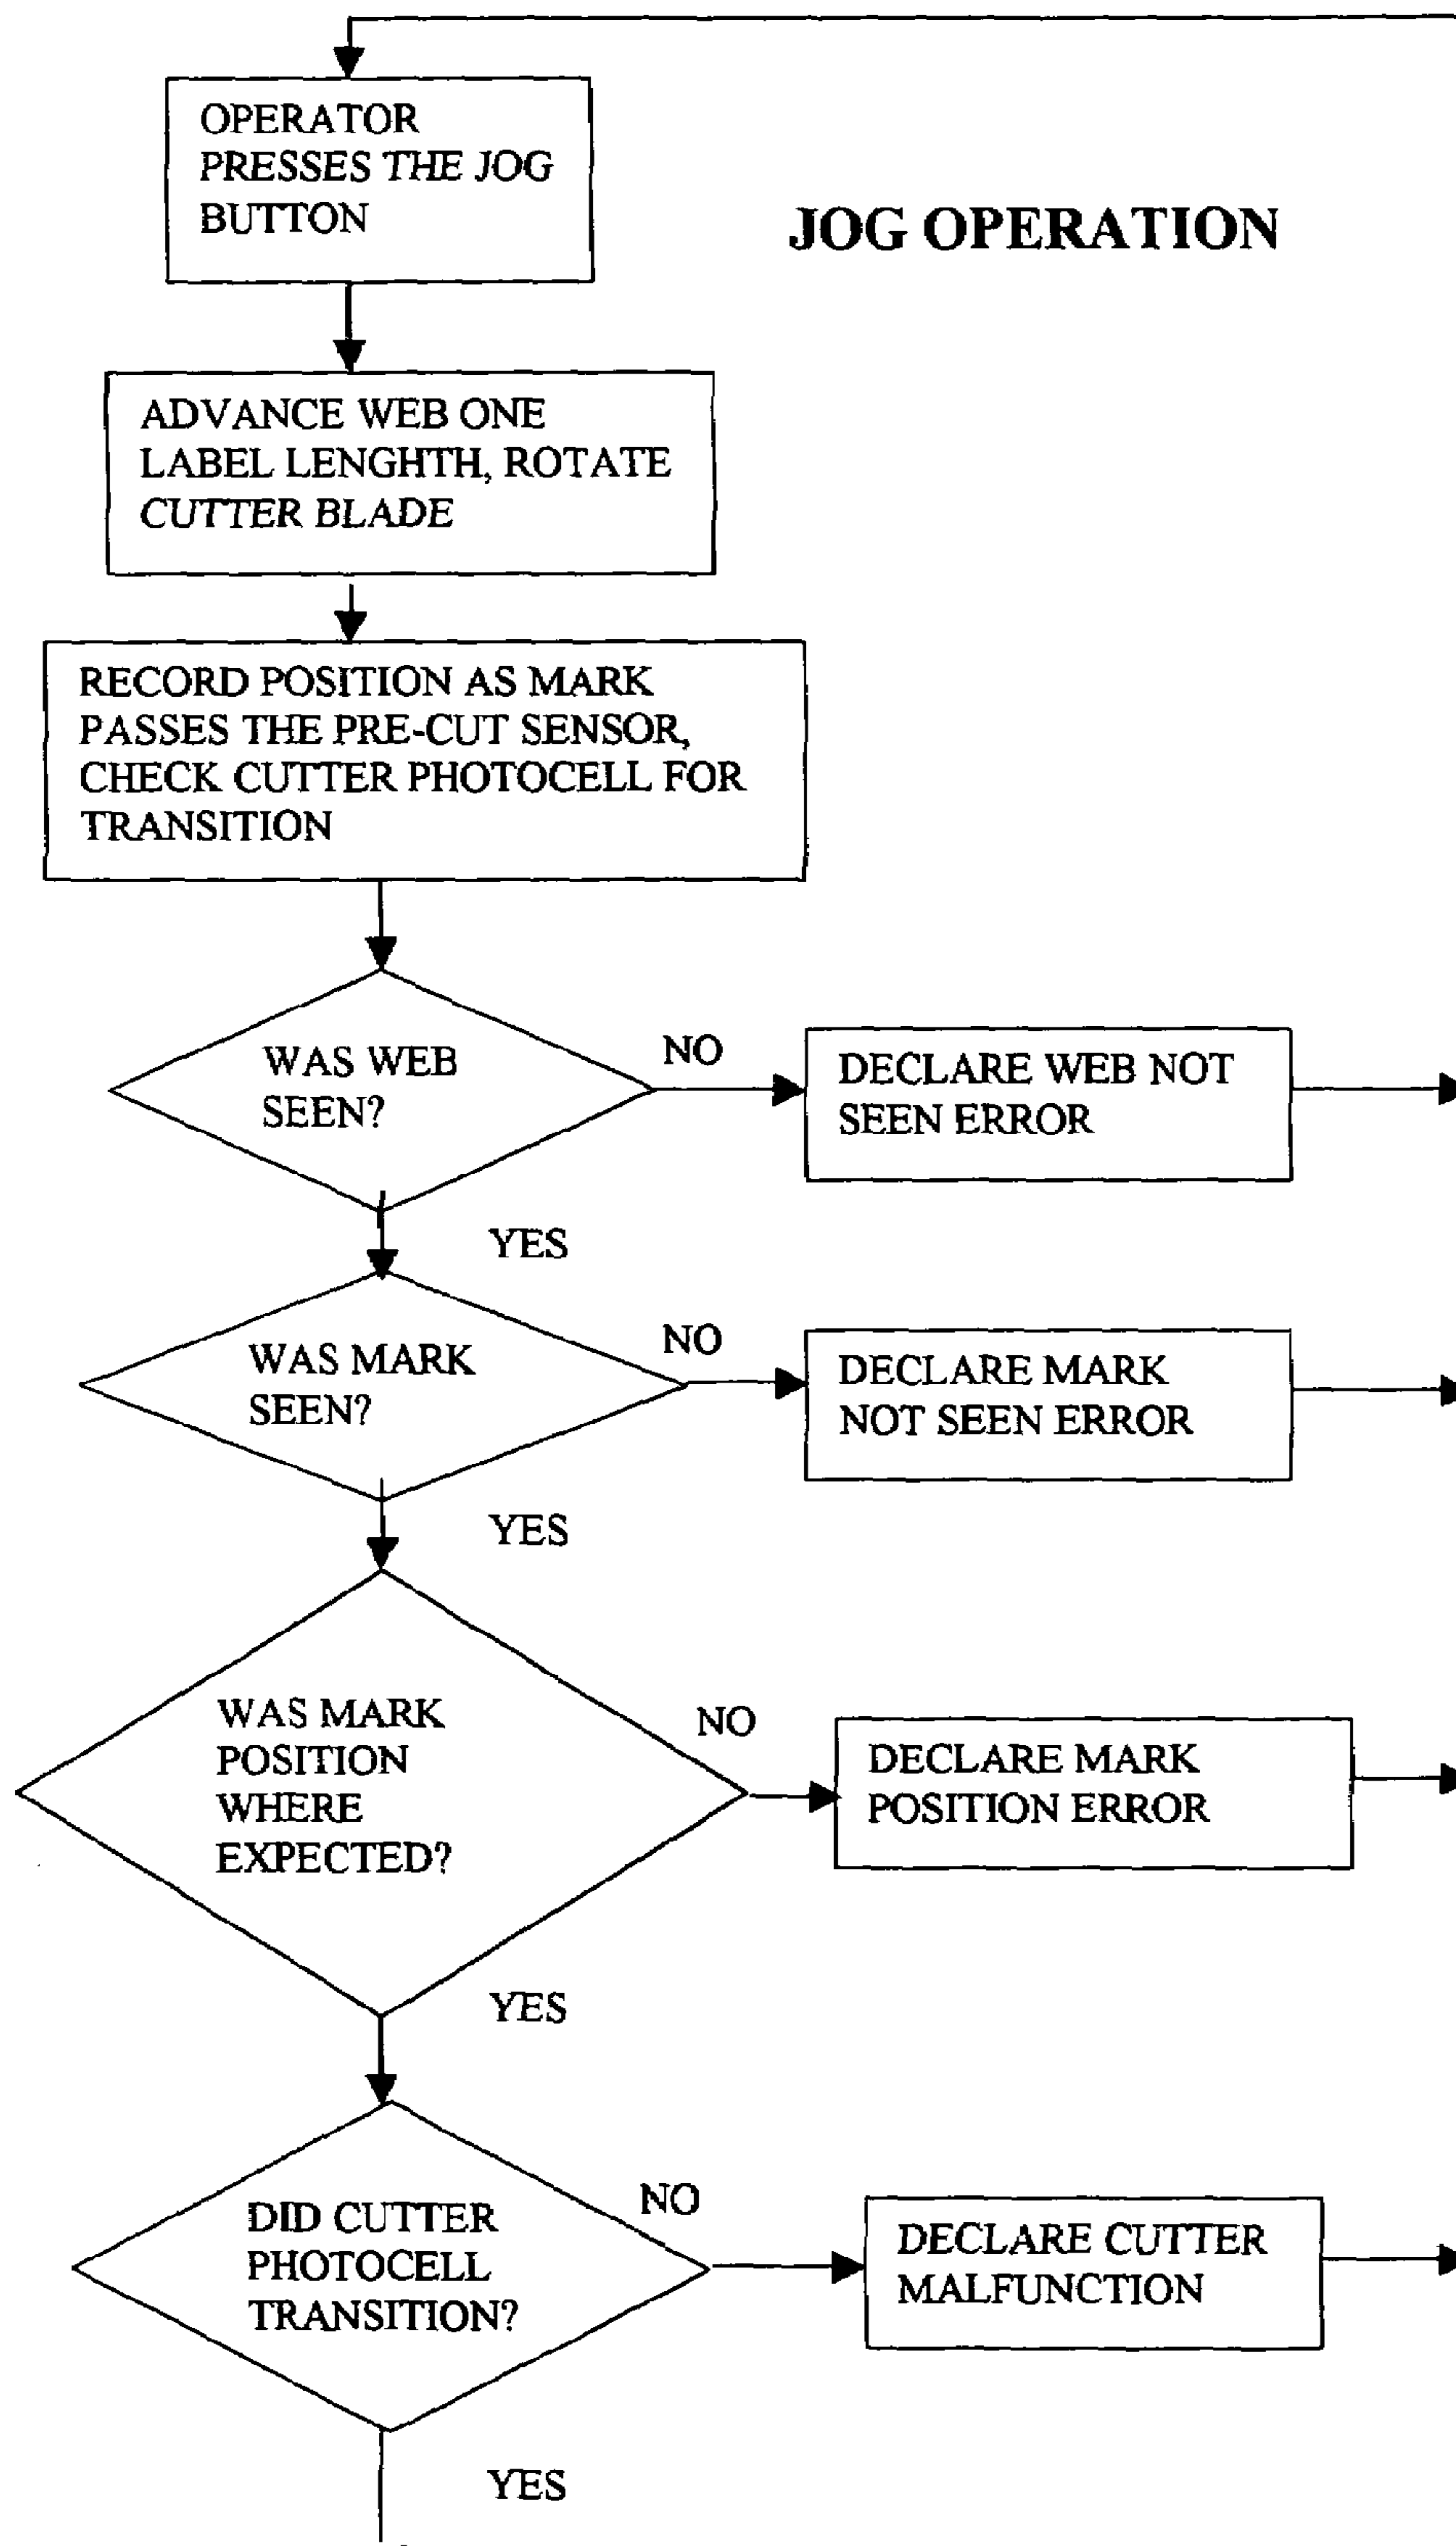 OPERATOR
PRESSES THE JOG
BUTTON
JOG OPERATION
ADVANCE WEB ONE
LABEL LENGHTH, ROTATE
CUTTER BLADE
RECORD POSITION AS MARK
PASSES THE PRE-CUT SENSOR,
CHECK CUTTER PHOTOCELL FOR
TRANSITION
WAS WEB
SEEN?
NO
DECLARE WEB NOT
SEEN ERROR
YES
WAS MARK
SEEN?
NO
DECLARE MARK
NOT SEEN ERROR
YES
WAS MARK
POSITION
WHERE
EXPECTED?
NO
DECLARE MARK
POSITION ERROR
YES
DID CUTTER
PHOTOCELL
TRANSITION?
NO
DECLARE CUTTER
MALFUNCTION
YES